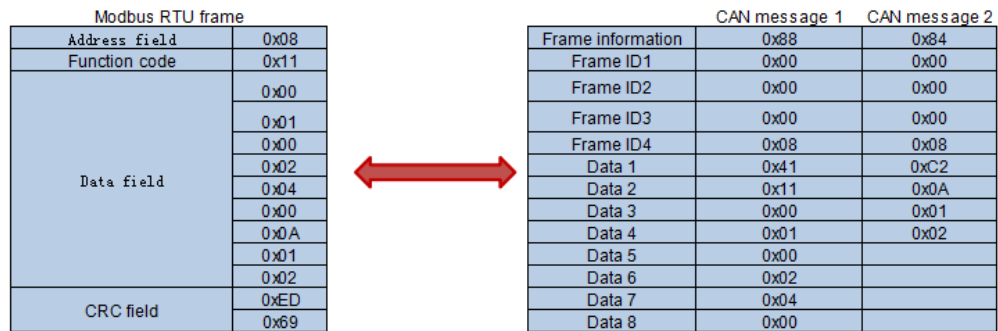 Modbus RTU frame
Address field 0x08
Function code 0x11
Data field
0x00
0x01
0x00
0x02
0x04
0x00
0x0A
0x01
0x02
CRC field
0xED
0x69
CAN message 1 CAN message 2
Frame information 0x88 0x84
Frame ID1 0x00 0x00
Frame ID2 0x00 0x00
Frame ID3 0x00 0x00
Frame ID4 0x08 0x08
Data 1 0x41 0xC2
Data 2 0x11 0x0A
Data 3 0x00 0x01
Data 4 0x01 0x02
Data 5 0x00
Data 6 0x02
Data 7 0x04
Data 8 0x00